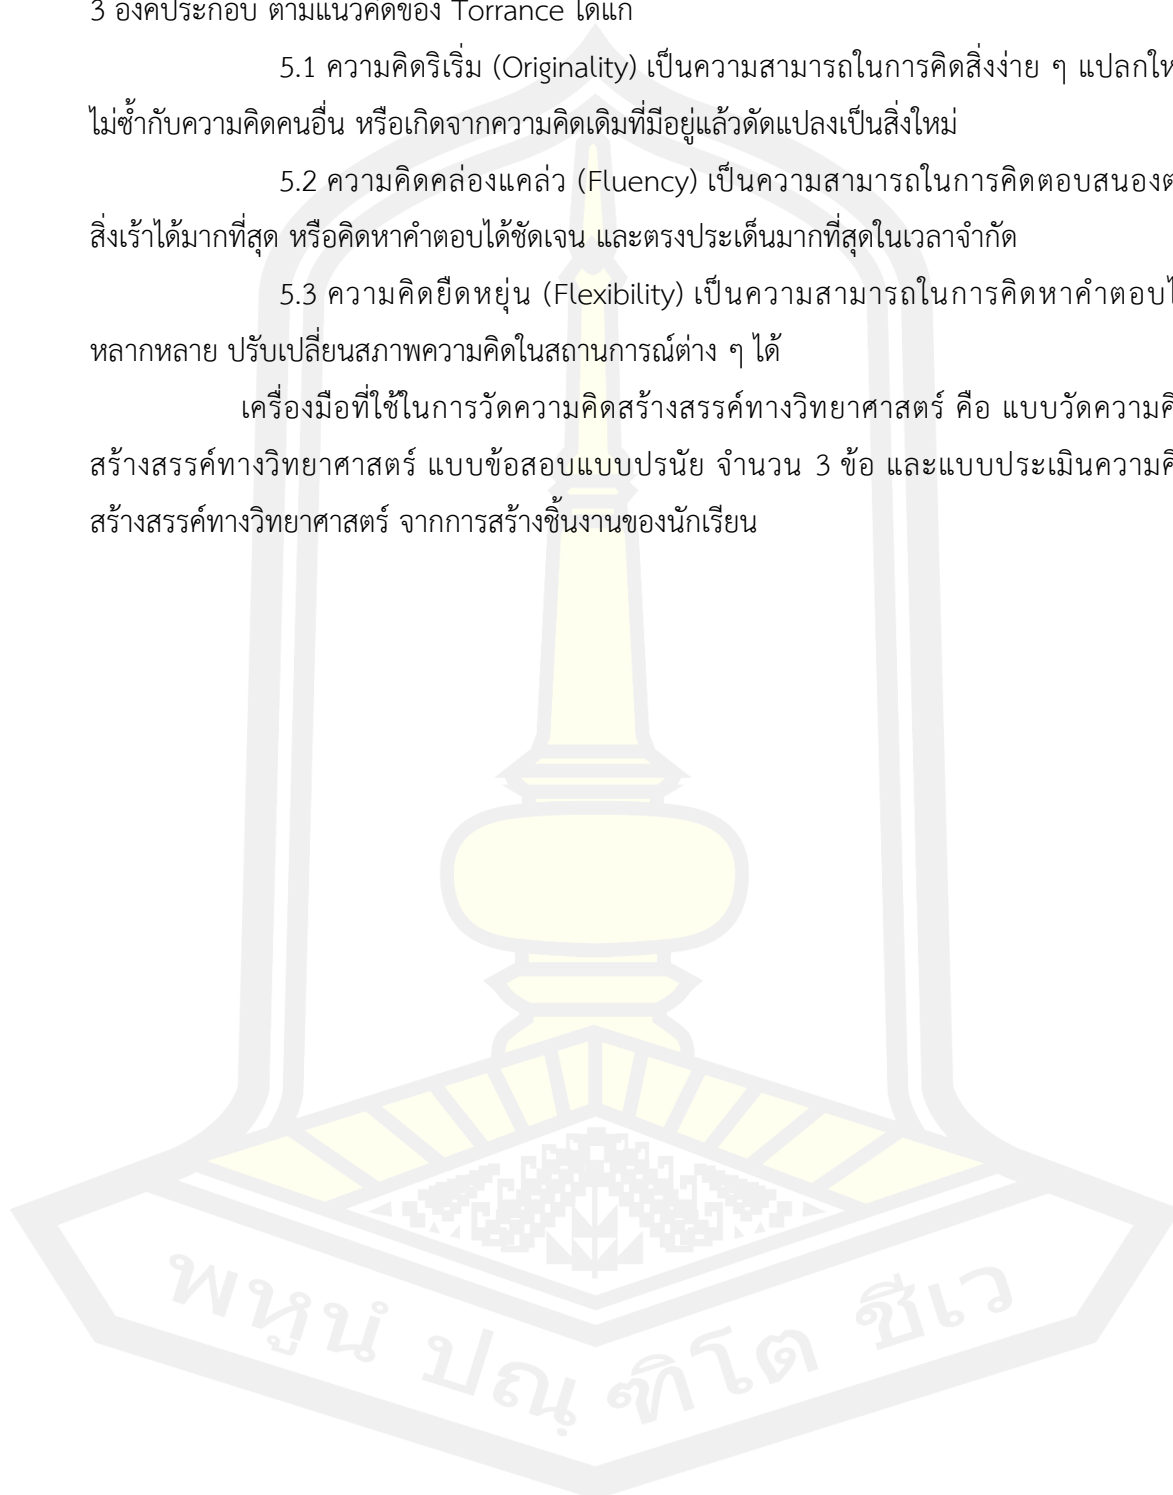 3 องค์ประกอบ ตามแนวคิดของ Torrance ได้แก่
5.1 ความคิดริเริ่ม (Originality) เป็นความสามารถในการคิดสิ่งง่าย ๆ แปลกให
ไม่ซ้ำกับความคิดคนอื่น หรือเกิดจากความคิดเดิมที่มีอยู่แล้วดัดแปลงเป็นสิ่งใหม่
5.2 ความคิดคล่องแคล่ว (Fluency) เป็นความสามารถในการคิดตอบสนองต
สิ่งเร้าได้มากที่สุด หรือคิดหาคำตอบได้ชัดเจน และตรงประเด็นมากที่สุดในเวลาจำกัด
5.3 ความคิดยืดหยุ่น (Flexibility) เป็นความสามารถในการคิดหาคำตอบไ
หลากหลาย ปรับเปลี่ยนสภาพความคิดในสถานการณ์ต่าง ๆ ได้
เครื่องมือที่ใช้ในการวัดความคิดสร้างสรรค์ทางวิทยาศาสตร์ คือ แบบวัดความคิ
สร้างสรรค์ทางวิทยาศาสตร์ แบบข้อสอบแบบปรนัย จำนวน 3 ข้อ และแบบประเมินความคิ
สร้างสรรค์ทางวิทยาศาสตร์ จากการสร้างชิ้นงานของนักเรียน
พหูนํ ปณฺฑิโต ชีเว